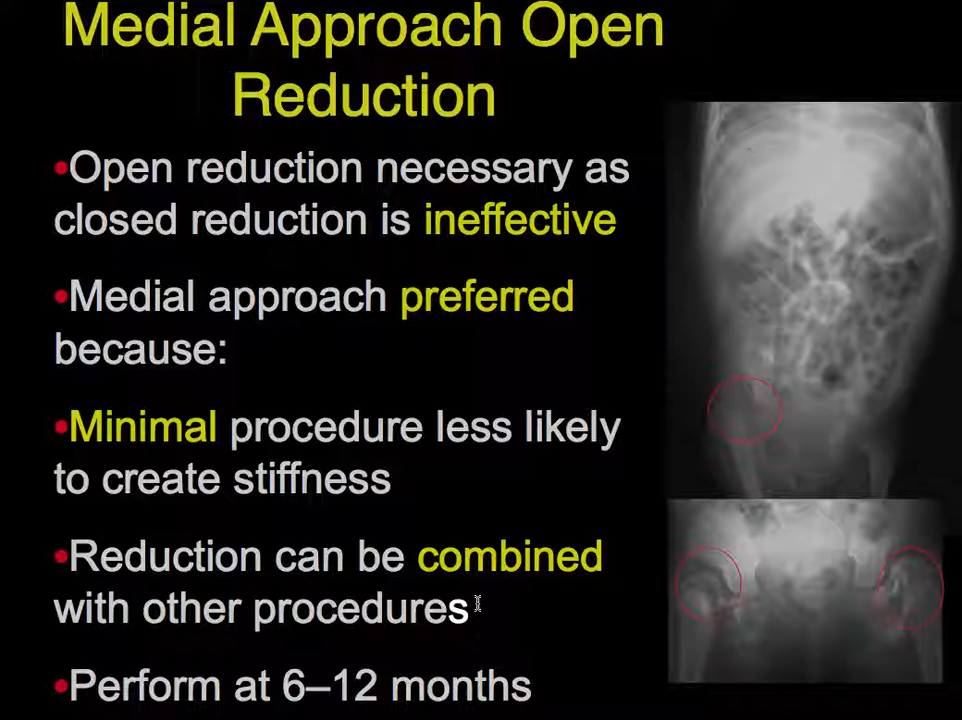 Medial Approach Open
Reduction
•Open reduction necessary as
closed reduction is ineffective
•Medial approach preferred
because:
•Minimal procedure less likely
to create stiffness
•Reduction can be combined
with other procedures
•Perform at 6–12 months